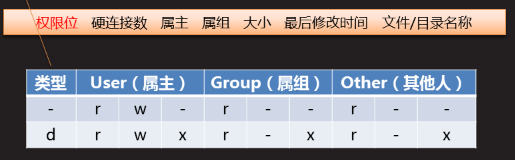 权限位 硬连接数 属主 属组 大小 最后修改时间 文件/目录名称
类型 User（属主） Group（属组） Other（其他人）
- r w - r - - r - -
d r w x r - x r - x